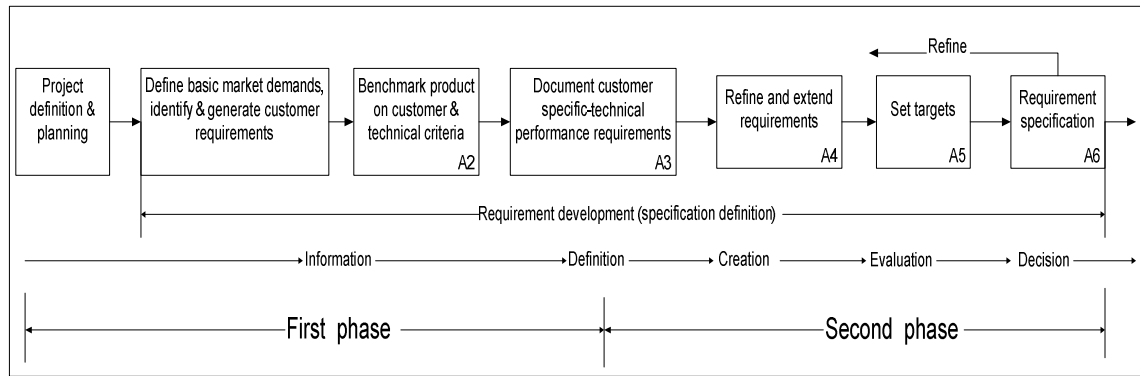 Refine
Project
definition &
planning
Define basic market demands,
identify & generate customer
requirements
Benchmark product
on customer &
technical criteria
A2
Document customer
specific-technical
performance requirements
A3
Refine and extend
requirements
A4
Set targets
A5
Requirement
specification
A6
Requirement development (specification definition)
Information
Definition
Creation
Evaluation
Decision
First phase
Second phase